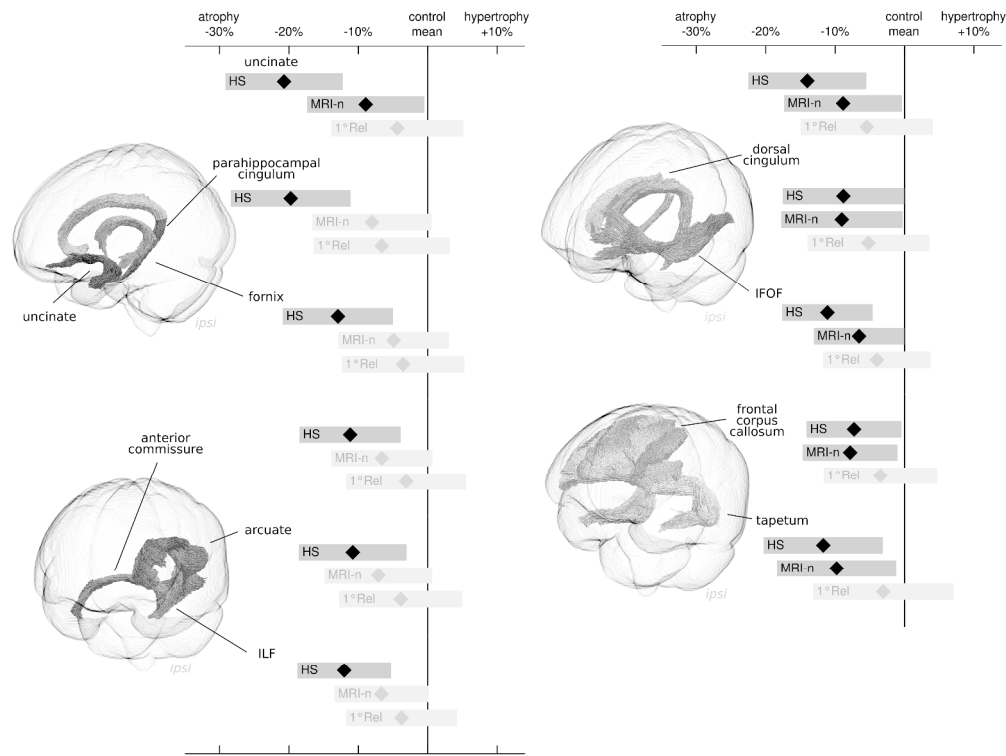 atrophy
-30%
-20%
-10%
control
mean
hypertrophy
+10%
uncinate
HS
MRI-n
1°Rel
parahippocampal
cingulum
HS
MRI-n
1°Rel
fornix
uncinate
ipsi
HS
MRI-n
1°Rel
anterior
commissure
HS
MRI-n
1°Rel
arcuate
HS
MRI-n
1°Rel
ILF
ipsi
HS
MRI-n
1°Rel
atrophy
-30%
-20%
-10%
control
mean
hypertrophy
+10%
HS
MRI-n
1°Rel
dorsal
cingulum
HS
MRI-n
1°Rel
IFOF
ipsi
HS
MRI-n
1°Rel
frontal
corpus
callosum
HS
MRI-n
1°Rel
tapetum
HS
MRI-n
1°Rel
ipsi